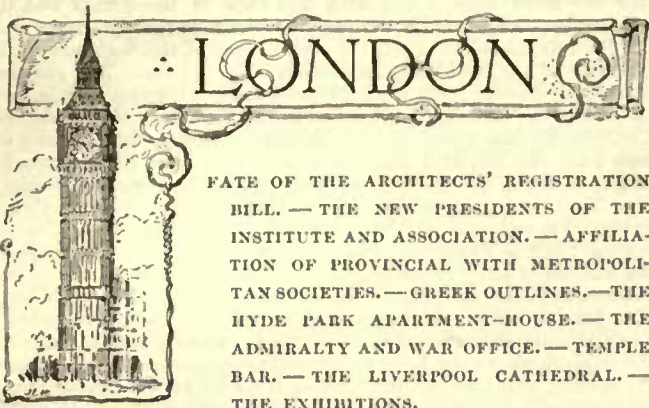 LONDON
FATE OF THE ARCHITECTS' REGISTRATION
BILL. — THE NEW PRESIDENTS OF THE
INSTITUTE AND ASSOCIATION. — AFFILIA-
TION OF PROVINCIAL WITH METROPOLI-
TAN SOCIETIES. — GREEK OUTLINES. — THE
HYDE PARK APARTMENT-HOUSE. — THE
ADMIRALTY AND WAR OFFICE. — TEMPLE
BAR. — THE LIVERPOOL CATHEDRAL. —
THE EXHIBITIONS.